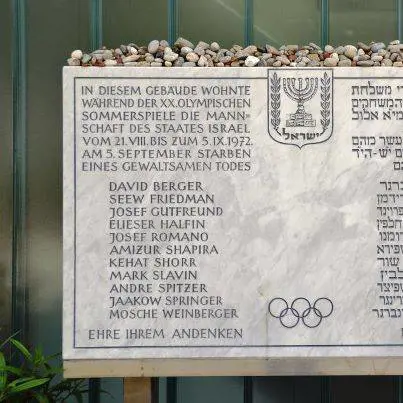 IN DIESEM GEBÄUDE WOHNTE
WÄHREND DER XX.OLYMPISCHEN
SOMMERSPIELE DIE MANN-
SCHAFT DES STAATES ISRAEL
VOM 21.VIII.BIS ZUM 5.IX.1972.
AM 5.SEPTEMBER STARBEN
EINES GEWALTSAMEN TODES
DAVID BERGER
SEEW FRIEDMAN
JOSEF GUTFREUND
ELIESER HALFIN
JOSEF ROMANO
AMIZUR SHAPIRA
KEHAT SHORR
MARK SLAVIN
ANDRE SPITZER
JAAKOW SPRINGER
MOSCHE WEINBERGER
EHRE IHREM ANDENKEN
ישראל
משלחת
שור